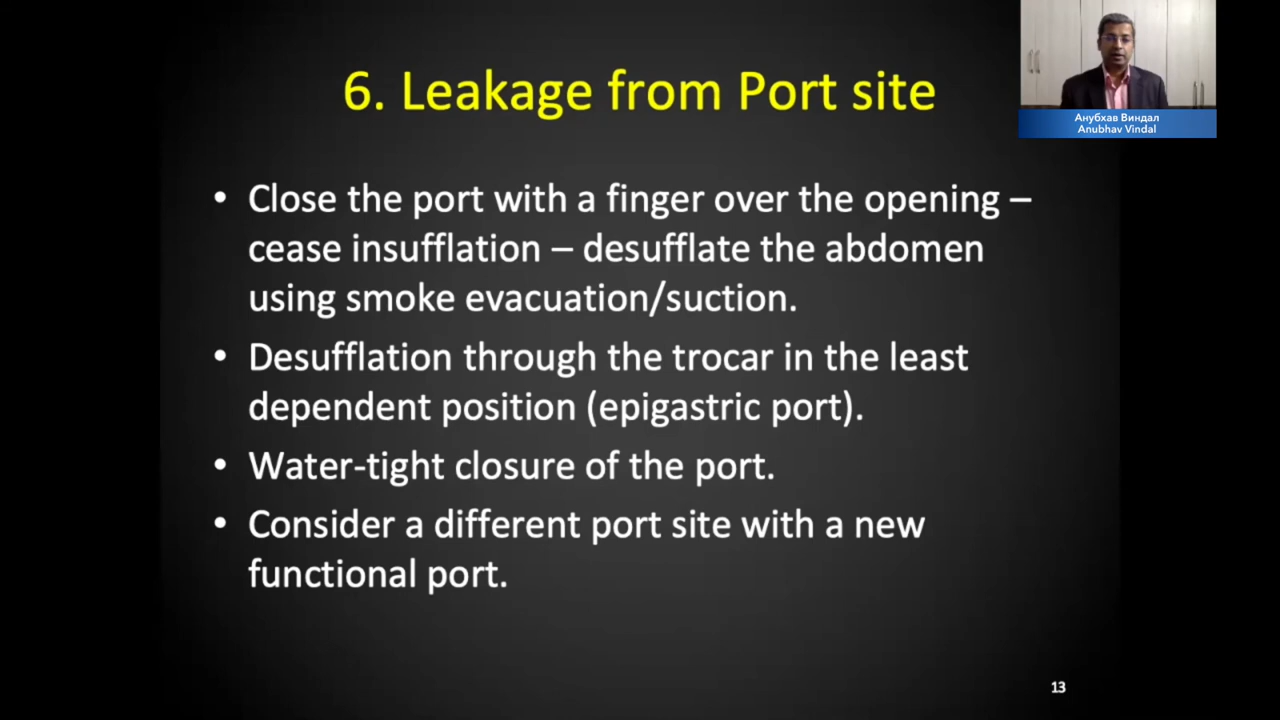 6. Leakage from Port site
Анубхав Виндал
Anubhav Vindal
• Close the port with a finger over the opening –
cease insufflation – desufflate the abdomen
using smoke evacuation/suction.
• Desufflation through the trocar in the least
dependent position (epigastric port).
• Water-tight closure of the port.
• Consider a different port site with a new
functional port.
13